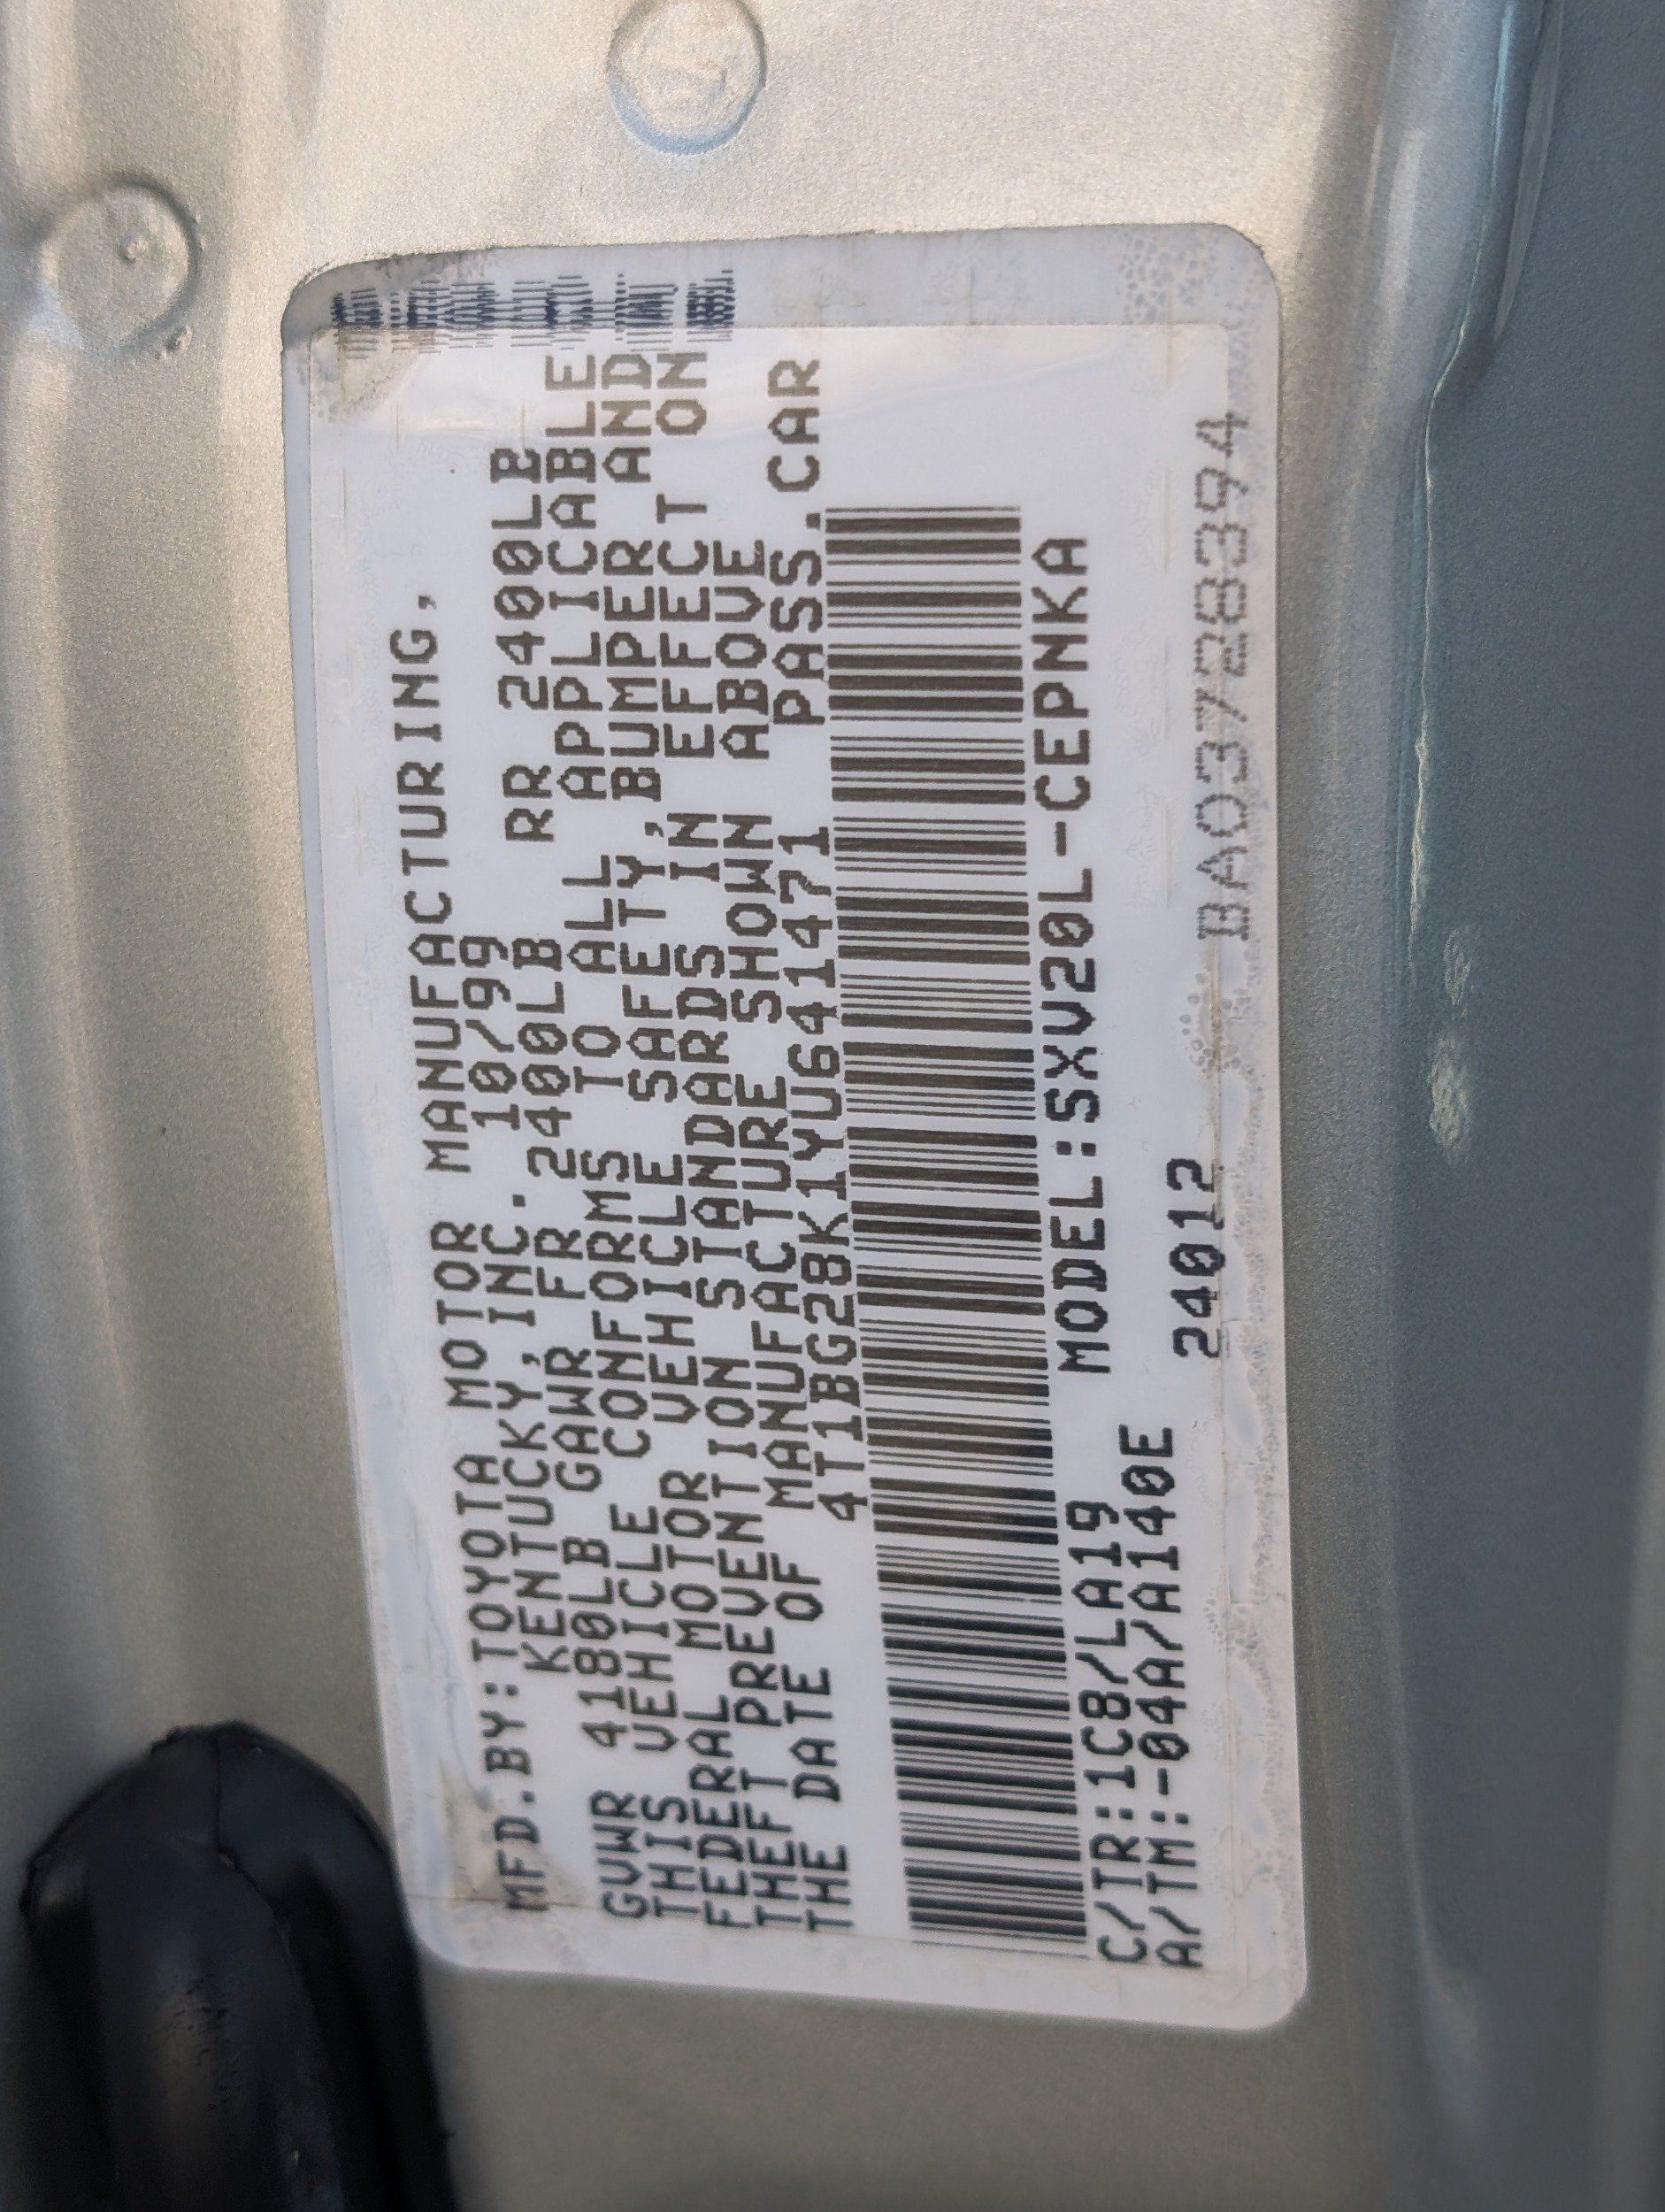 MFD.BY:TOYOTA MOTOR MANUFACTURING,
KENTUCKY, INC. 10/99
GVWR 4180LB GAWR FR 2400LB RR 2400LB
THIS VEHICLE CONFORMS TO ALL APPLICABLE
FEDERAL MOTOR VEHICLE SAFETY,BUMPER AND
THEFT PREVENTION STANDARDS IN EFFECT ON
THE DATE OF MANUFACTURE SHOWN ABOVE
4T1BG28K1YU641471 PASS.CAR
C/TR:1C8/LA19 MODEL:SXV20L-CEPNKA
A/TM:-04A/A140E
24012
BA03728394